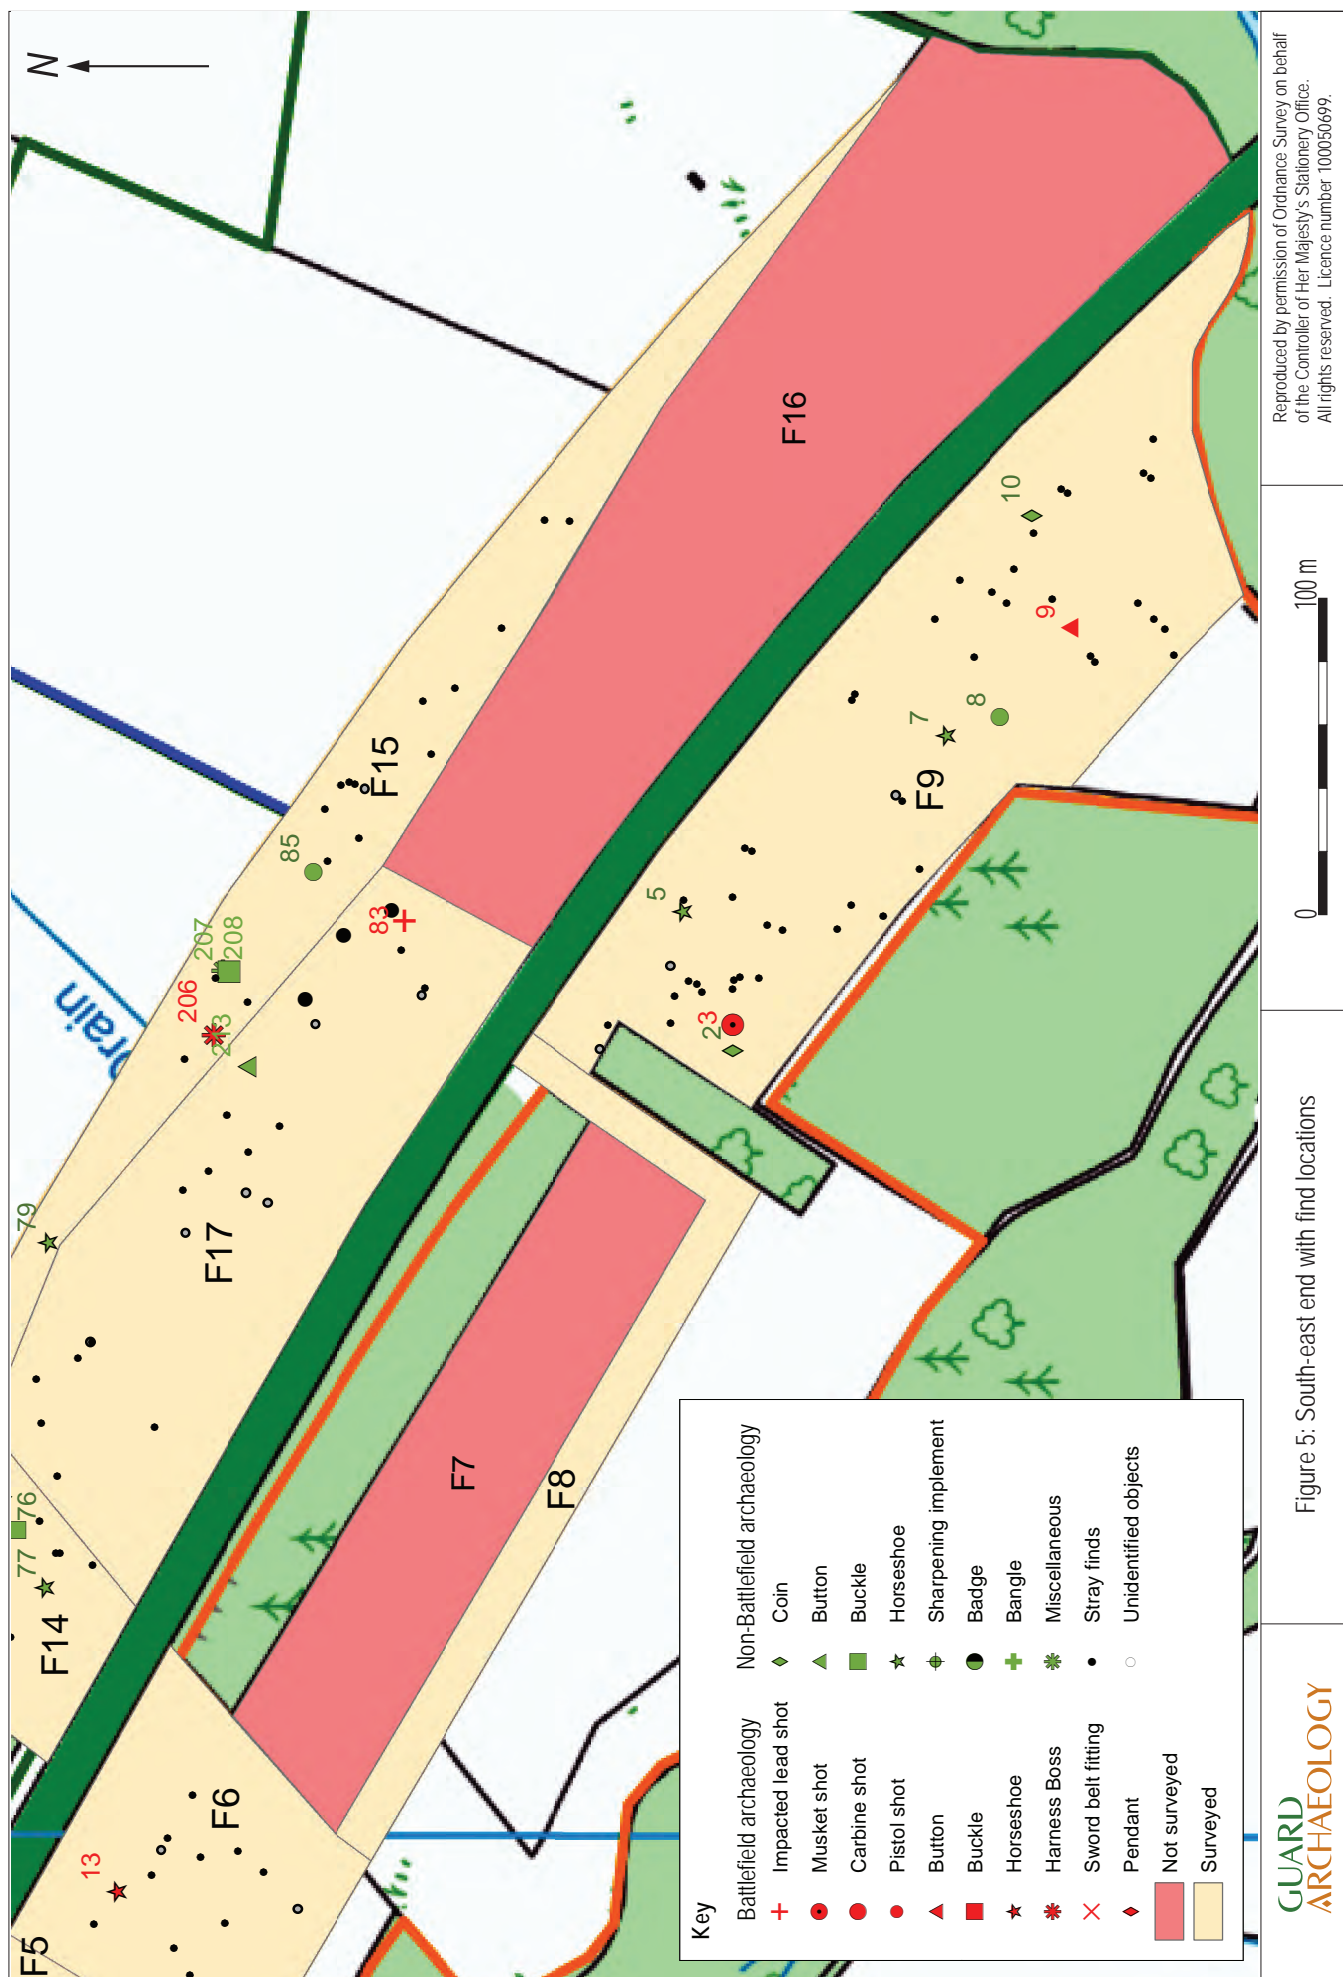 N
Drain
79
77
76
F14
F17
206
207
208
213
85
F15
83
F16
F5
13
F6
F7
F8
5
2
3
7
8
F9
9
10
Key
Battlefield archaeology
Impacted lead shot
Musket shot
Carbine shot
Pistol shot
Button
Buckle
Horseshoe
Harness Boss
Sword belt fitting
Pendant
Not surveyed
Surveyed
Non-Battlefield archaeology
Coin
Button
Buckle
Horseshoe
Sharpening implement
Badge
Bangle
Miscellaneous
Stray finds
Unidentified objects
GUARD
ARCHAEOLOGY
Figure 5: South-east end with find locations
0 100 m
Reproduced by permission of Ordnance Survey on behalf
of the Controller of Her Majesty's Stationery Office.
All rights reserved. Licence number 100050699.